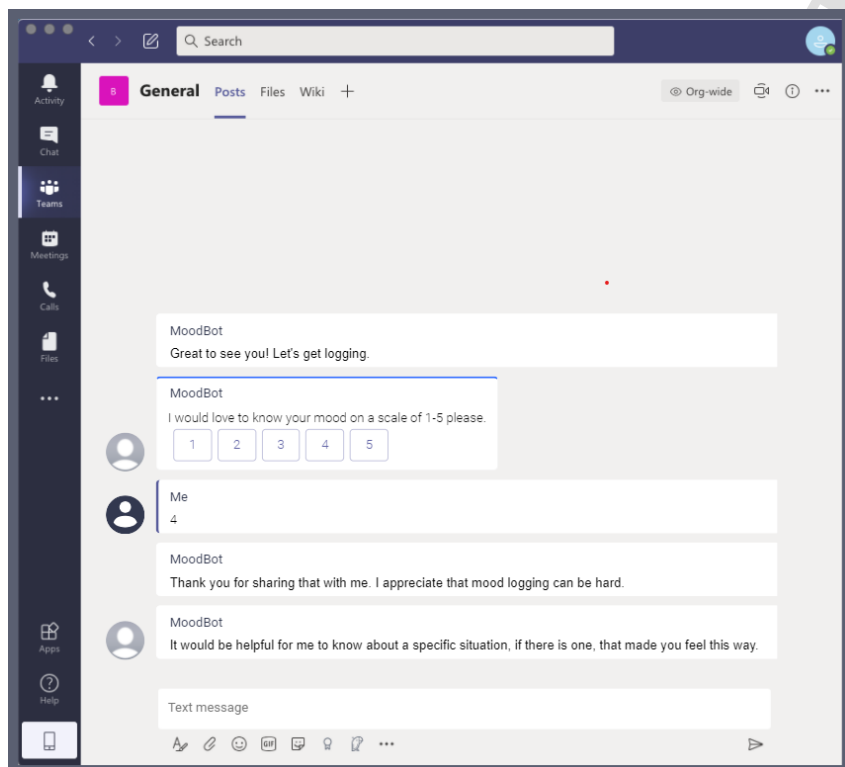 Search
Activity
B
General Posts Files Wiki
Org-wide
Chat
Teams
Meetings
Calls
Files
MoodBot
Great to see you! Let's get logging.
MoodBot
I would love to know your mood on a scale of 1-5 please.
1 2 3 4 5
Me
4
MoodBot
Thank you for sharing that with me. I appreciate that mood logging can be hard.
MoodBot
It would be helpful for me to know about a specific situation, if there is one, that made you feel this way.
Apps
Help
Text message
GIF